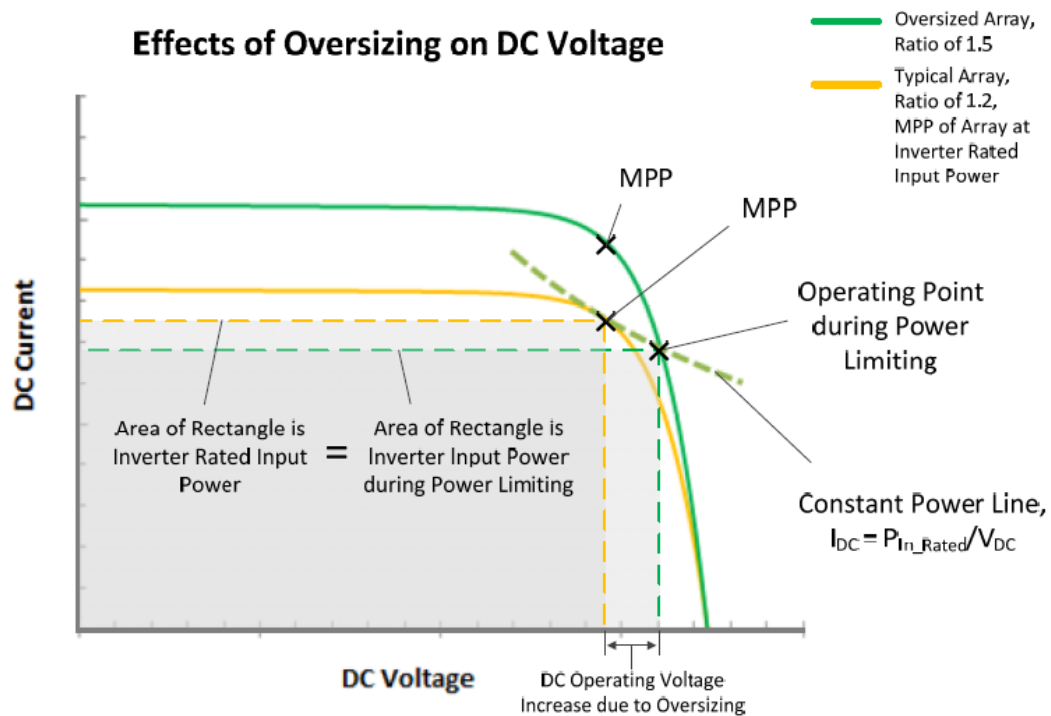 Effects of Oversizing on DC Voltage
Oversized Array,
Ratio of 1.5
Typical Array,
Ratio of 1.2,
MPP of Array at
Inverter Rated
Input Power
MPP
MPP
Operating Point
during Power
Limiting
DC Current
Area of Rectangle is
Inverter Rated Input
Power
=
Area of Rectangle is
Inverter Input Power
during Power Limiting
Constant Power Line,
IDC = PIn_Rated/VDC
DC Voltage
DC Operating Voltage
Increase due to Oversizing